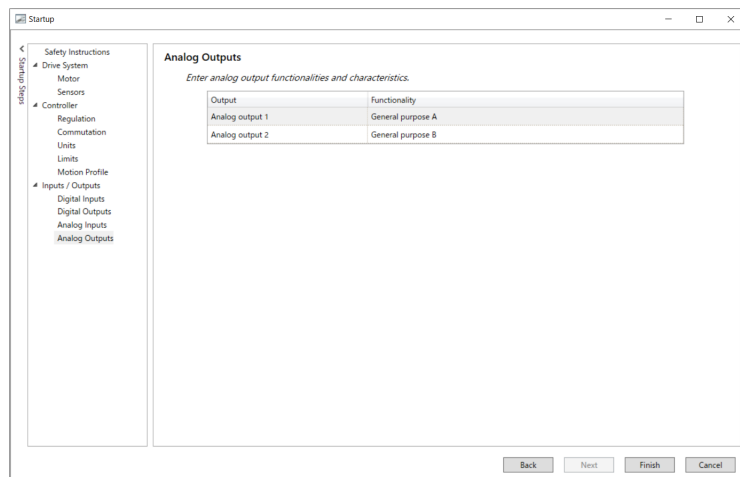 Startup
Startup Steps
Safety Instructions
Drive System
Motor
Sensors
Controller
Regulation
Commutation
Units
Limits
Motion Profile
Inputs / Outputs
Digital Inputs
Digital Outputs
Analog Inputs
Analog Outputs
Analog Outputs
Enter analog output functionalities and characteristics.
Output Functionality
Analog output 1 General purpose A
Analog output 2 General purpose B
Back Next Finish Cancel